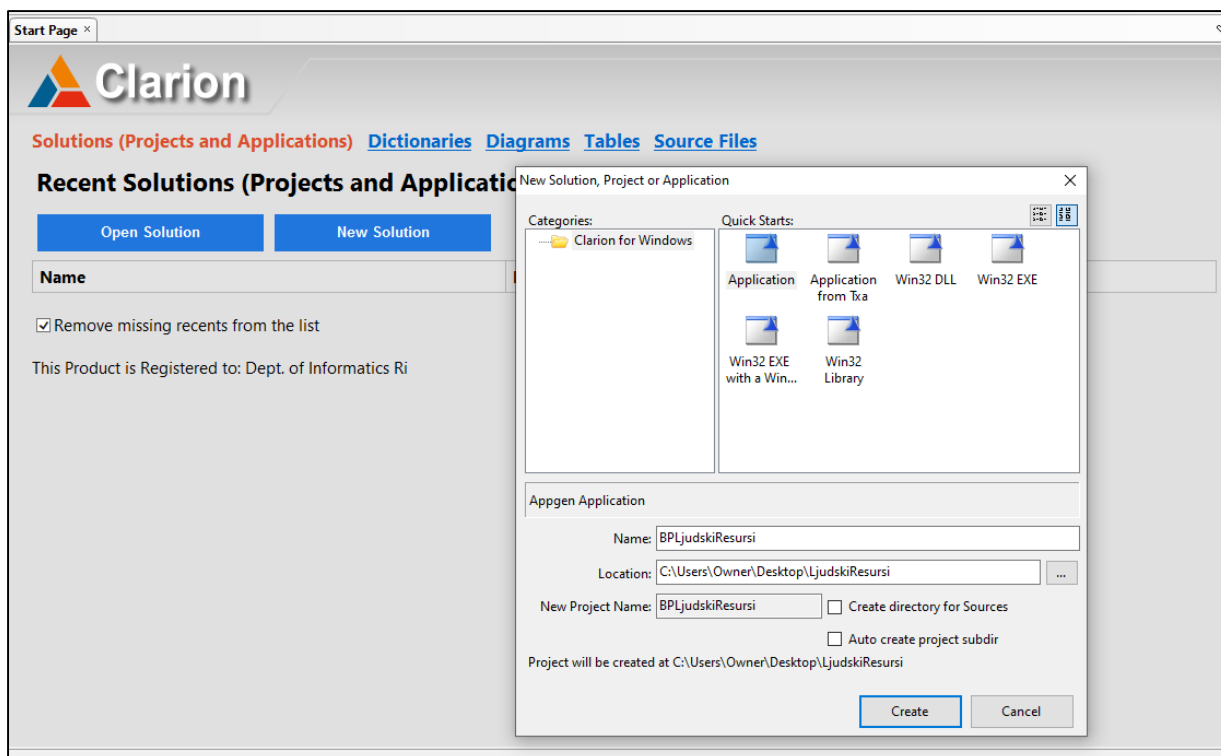 Start Page ×
Clarion
Solutions (Projects and Applications) Dictionaries Diagrams Tables Source Files
Recent Solutions (Projects and Applicatio
Open Solution New Solution
Name
Remove missing recents from the list
This Product is Registered to: Dept. of Informatics Ri
New Solution, Project or Application
Categories: Quick Starts:
Clarion for Windows
Application Application from Txa Win32 DLL Win32 EXE
Win32 EXE with a Win... Win32 Library
Appgen Application
Name: BPLjudskiResursi
Location: C:\Users\Owner\Desktop\LjudskiResursi ...
New Project Name: BPLjudskiResursi Create directory for Sources
Auto create project subdir
Project will be created at C:\Users\Owner\Desktop\LjudskiResursi
Create Cancel